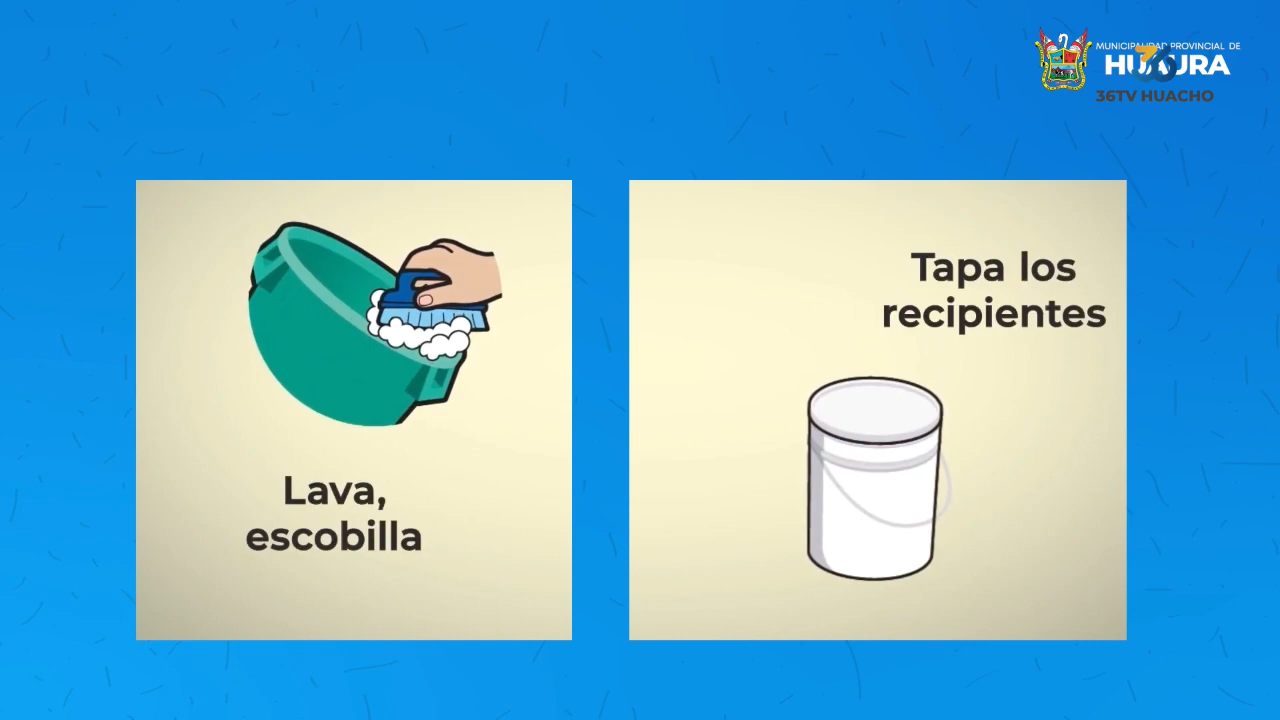 MUNICIPALIDAD PROVINCIAL DE
HUAURA
36TV HUACHO
Tapa los
recipientes
Lava,
escobilla